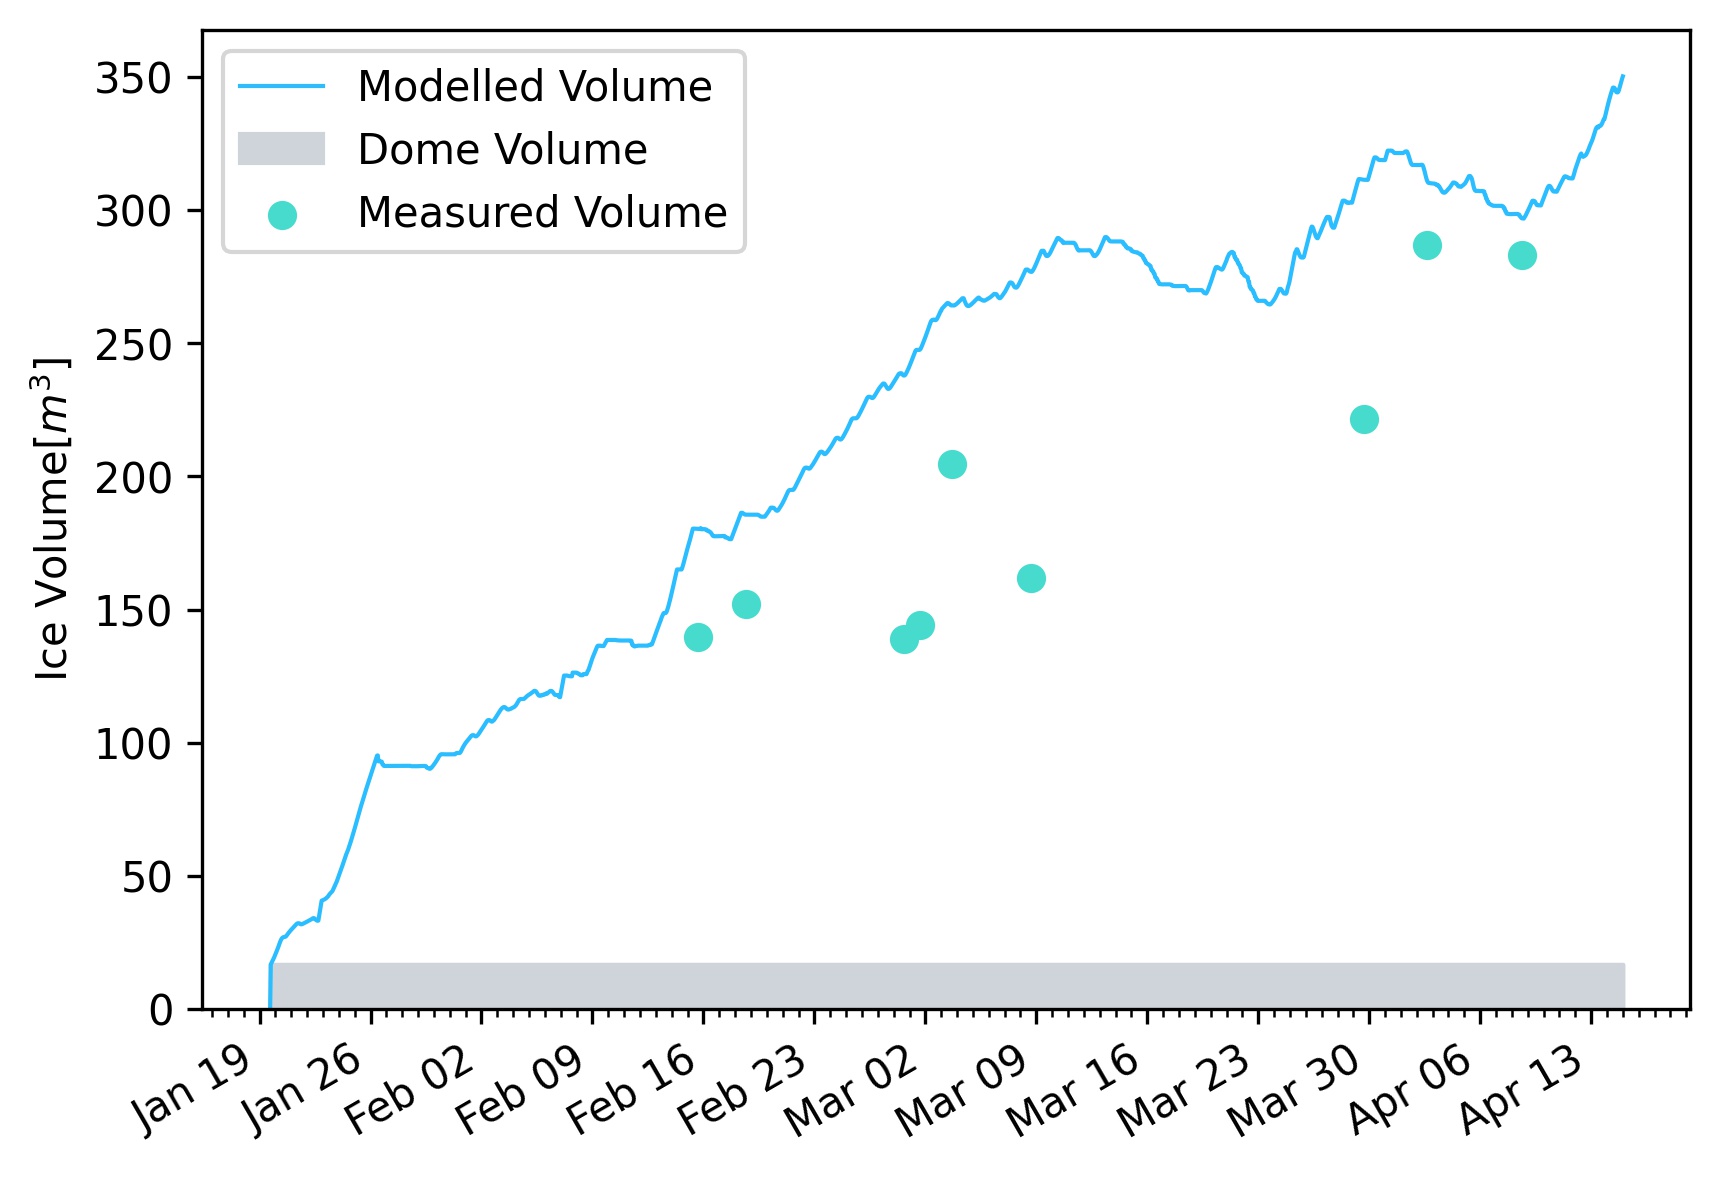 Modelled Volume
Dome Volume
Measured Volume
Ice Volume[m³]
350
300
250
200
150
100
50
0
Jan 19
Jan 26
Feb 02
Feb 09
Feb 16
Feb 23
Mar 02
Mar 09
Mar 16
Mar 23
Mar 30
Apr 06
Apr 13